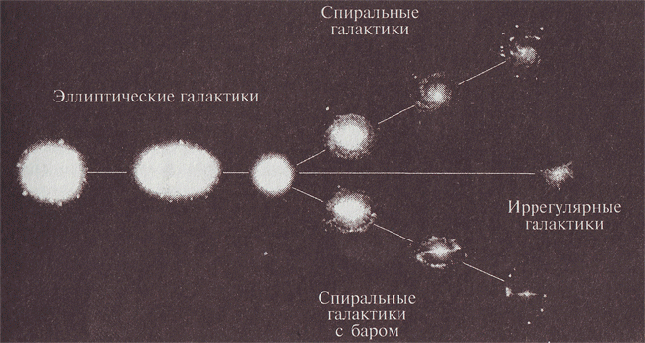 Спиральные
галактики
Эллиптические галактики
Иррегулярные
галактики
Спиральные
галактики
с баром